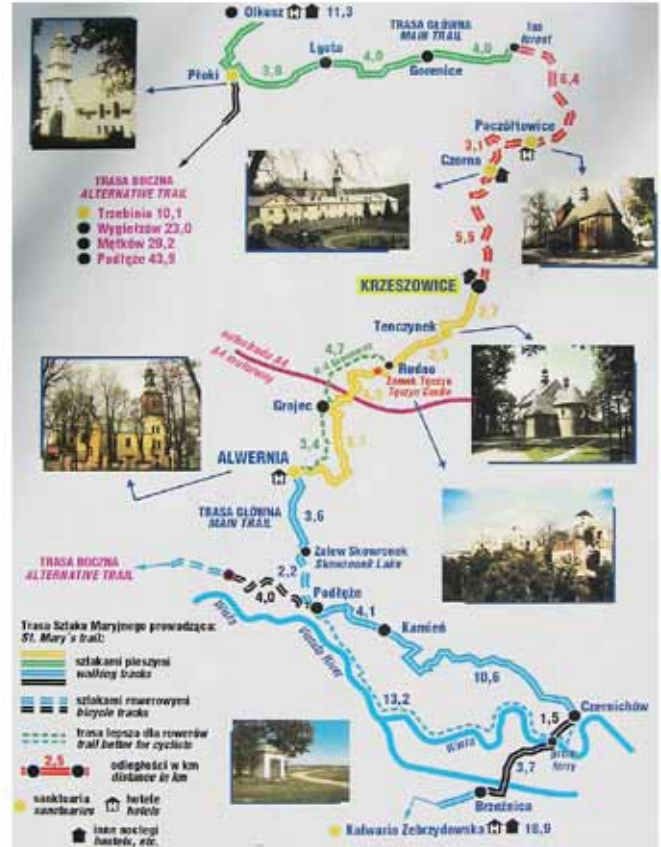 Olkusz H 11,3
TRASA GŁÓWNA
MAIN TRAIL
las
forest
Lgota
4,0
4,0
Gorenice
Płoki
3,8
6,4
Paczółtowice
H
3,1
Czerna
TRASA BOCZNA
ALTERNATIVE TRAIL
Trzebinia 10,1
Wygiełzów 23,0
Mętków 29,2
Podłęże 43,9
5,5
KRZESZOWICE
2,7
Tenczynek
4,7
autostrada A4
A4 motorway
Rudno
Zamek Tęczyn
Tęczyn Castle
Grojec
3,4
ALWERNIA
H
TRASA GŁÓWNA
MAIN TRAIL
3,6
Zalew Skowronek
Skowronek Lake
TRASA BOCZNA
ALTERNATIVE TRAIL
2,2
4,0
Podłęże
4,1
Kamień
Wisła
Vistula River
Trasa Szlaku Maryjnego prowadząca:
St. Mary's trail:
szlakami pieszymi
walking tracks
10,6
szlakami rowerowymi
bicycle tracks
13,2
Czernichów
1,5
Wisła
prom
ferry
trasa lepsza dla rowerów
trail better for cyclists
3,7
2,5
odległości w km
distance in km
Brzeźnica
sanktuaria
sanctuaries
H hotele
hotels
Kalwaria Zebrzydowska H 18,9
inne noclegi
hostels, etc.